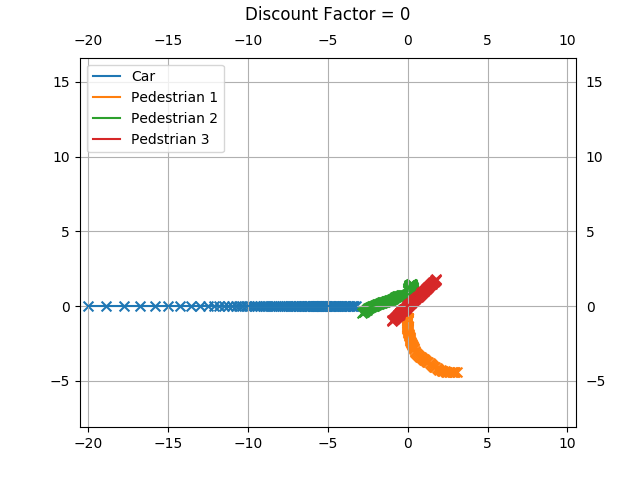 Discount Factor = 0
−20 −15 −10 −5 0 5 10
Car
Pedestrian 1
Pedestrian 2
Pedstrian 3
15 15
10 10
5 5
0 0
−5 −5
−20 −15 −10 −5 0 5 10